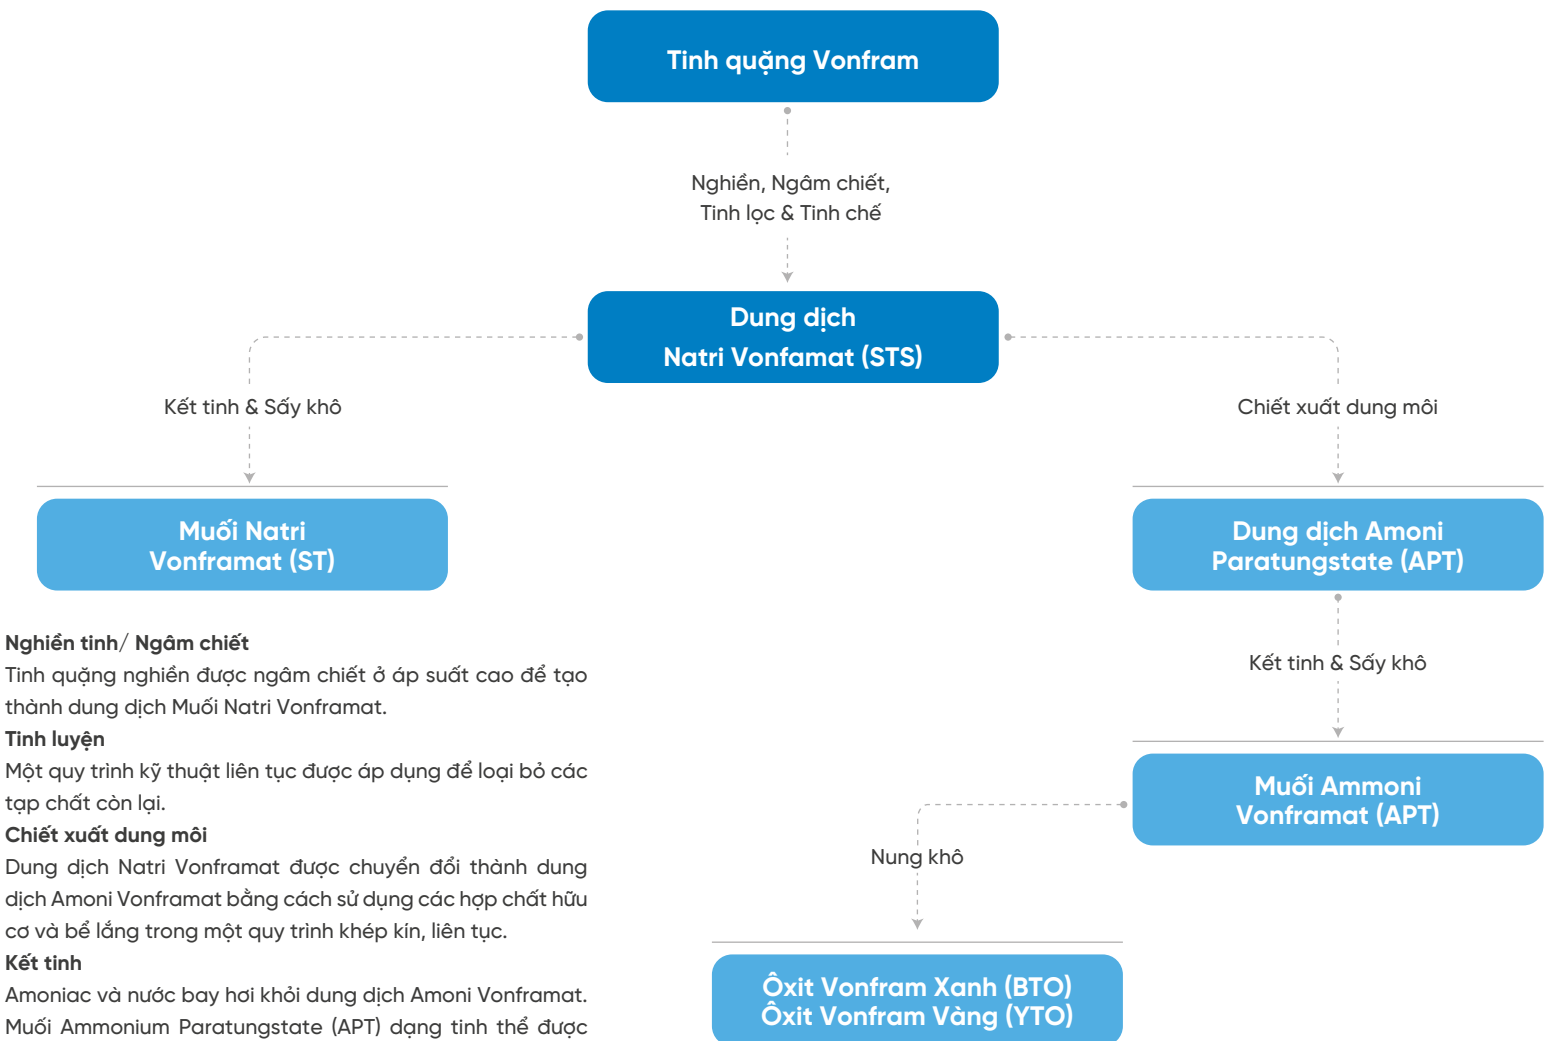 Tinh quặng Vonfram
Nghiền, Ngâm chiết,
Tinh lọc & Tinh chế
Dung dịch
Natri Vonfamat (STS)
Kết tinh & Sấy khô
Chiết xuất dung môi
Muối Natri
Vonframat (ST)
Dung dịch Amoni
Paratungstate (APT)
Kết tinh & Sấy khô
Muối Ammoni
Vonframat (APT)
Nung khô
Ôxit Vonfram Xanh (BTO)
Ôxit Vonfram Vàng (YTO)
Nghiền tinh/ Ngâm chiết
Tinh quặng nghiền được ngâm chiết ở áp suất cao để tạo
thành dung dịch Muối Natri Vonframat.
Tinh luyện
Một quy trình kỹ thuật liên tục được áp dụng để loại bỏ các
tạp chất còn lại.
Chiết xuất dung môi
Dung dịch Natri Vonframat được chuyển đổi thành dung
dịch Amoni Vonframat bằng cách sử dụng các hợp chất hữu
cơ và bể lắng trong một quy trình khép kín, liên tục.
Kết tinh
Amoniac và nước bay hơi khỏi dung dịch Amoni Vonframat.
Muối Ammonium Paratungstate (APT) dạng tinh thể được